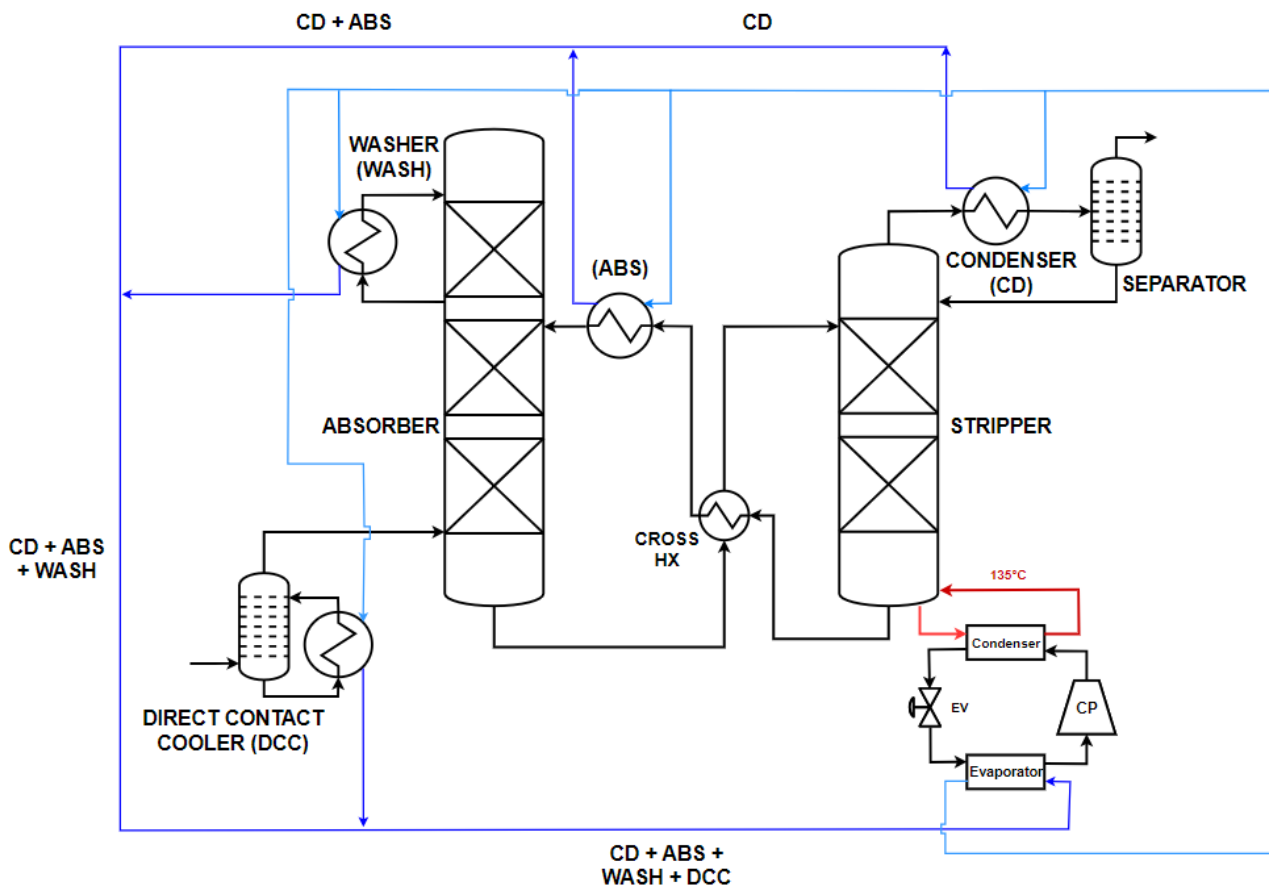 CD + ABS
CD
WASHER
(WASH)
(ABS)
CONDENSER
(CD)
SEPARATOR
ABSORBER
STRIPPER
CD + ABS
+ WASH
CROSS
HX
135°C
Condenser
EV
CP
Evaporator
DIRECT CONTACT
COOLER (DCC)
CD + ABS +
WASH + DCC